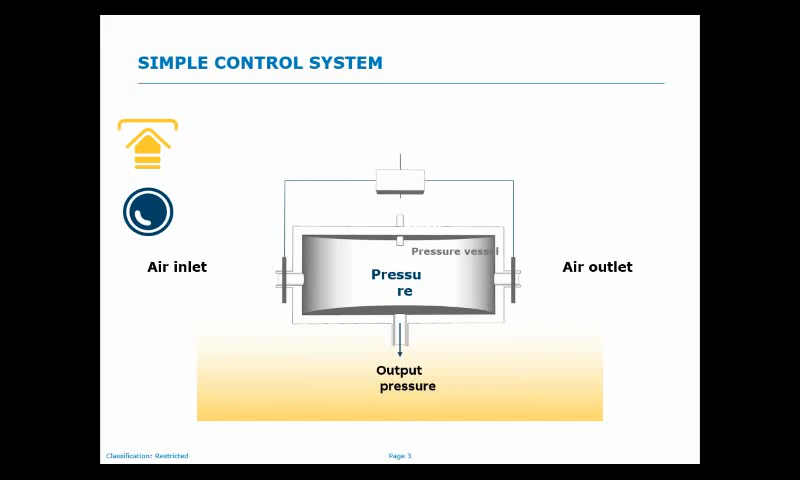 SIMPLE CONTROL SYSTEM
Pressure vessel
Air inlet
Pressu
re
Air outlet
Output
pressure
Classification: Restricted
Page 3